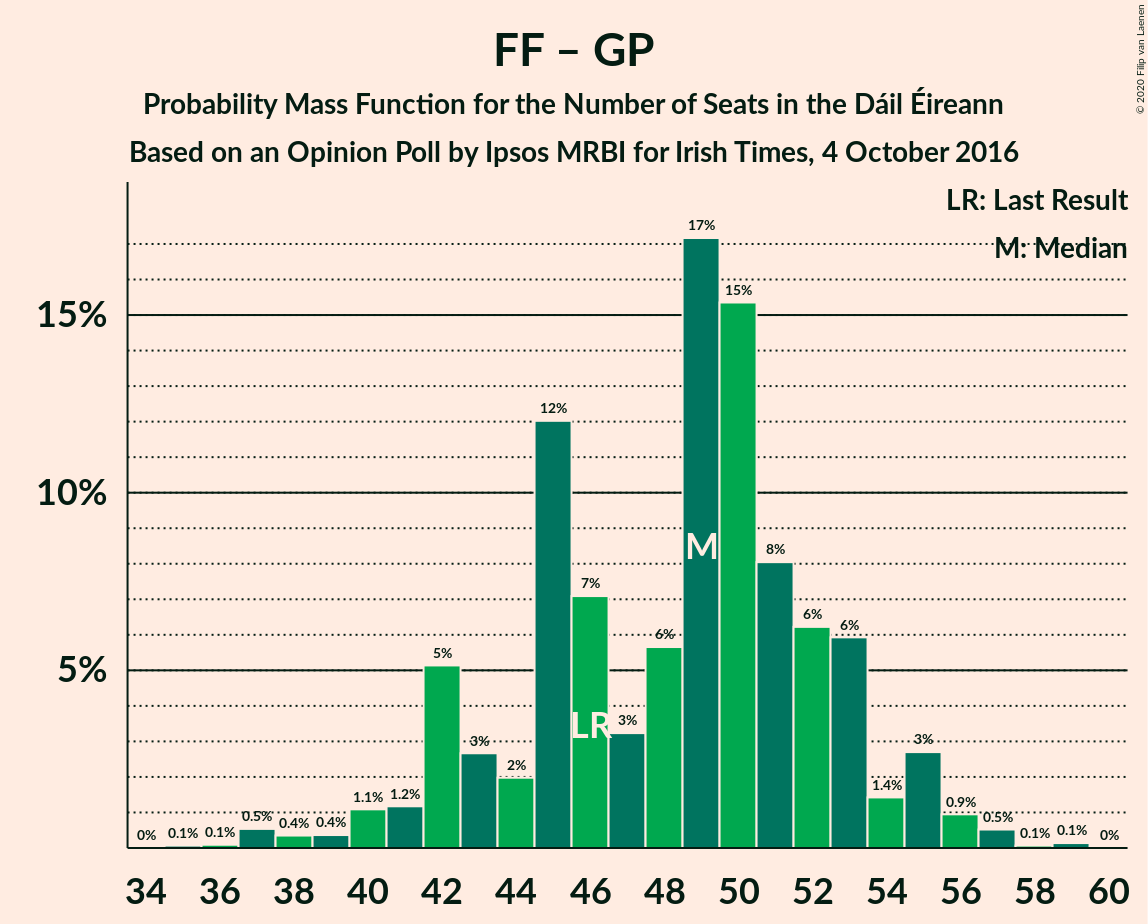 FF – GP
Probability Mass Function for the Number of Seats in the Dáil Éireann
Based on an Opinion Poll by Ipsos MRBI for Irish Times, 4 October 2016
© 2020 Filip van Laenen
LR: Last Result
M: Median
15%
10%
5%
0% 0.1% 0.1% 0.5% 0.4% 0.4% 1.1% 1.2% 5% 3% 2% 12% 7% 3% 6% 17% 15% 8% 6% 6% 1.4% 3% 0.9% 0.5% 0.1% 0.1% 0%
M
LR
34 36 38 40 42 44 46 48 50 52 54 56 58 60